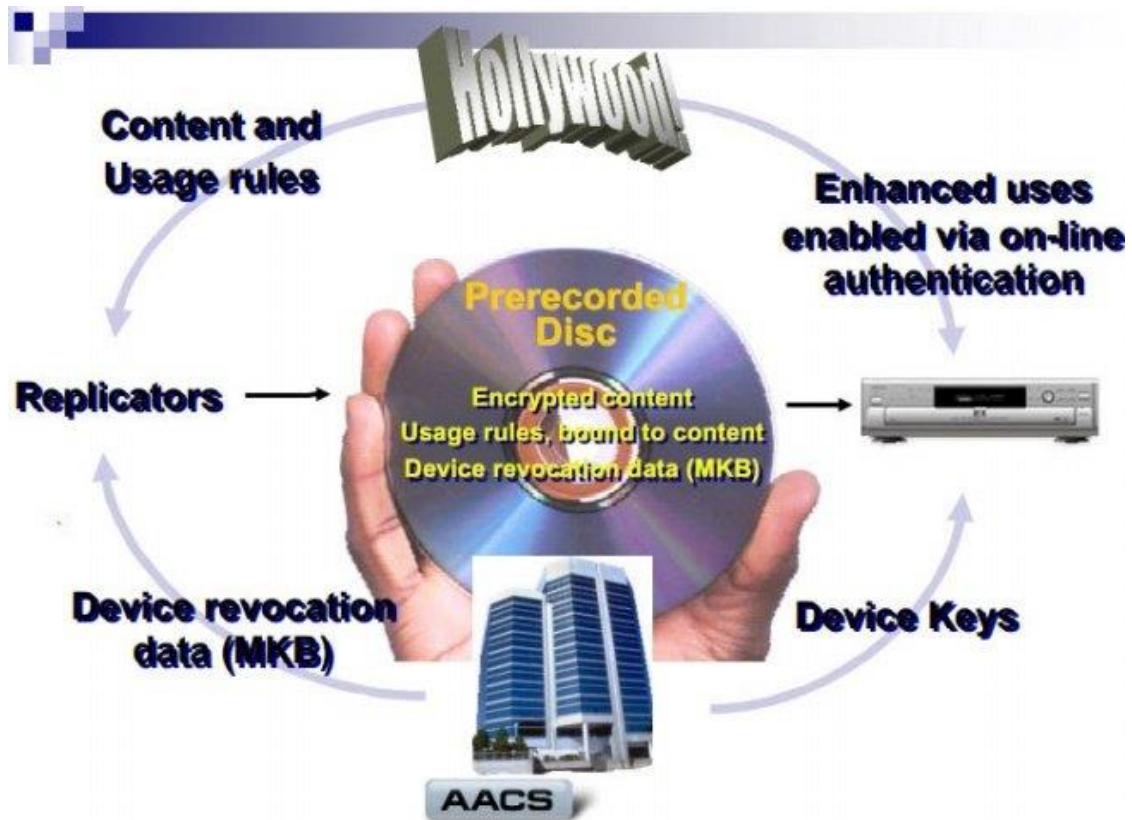 Hollywood!
Content and
Usage rules
Enhanced uses
enabled via on-line
authentication
Prerecorded
Disc
Replicators
Encrypted content
Usage rules, bound to content
Device revocation data (MKB)
Device revocation
data (MKB)
Device Keys
AACS